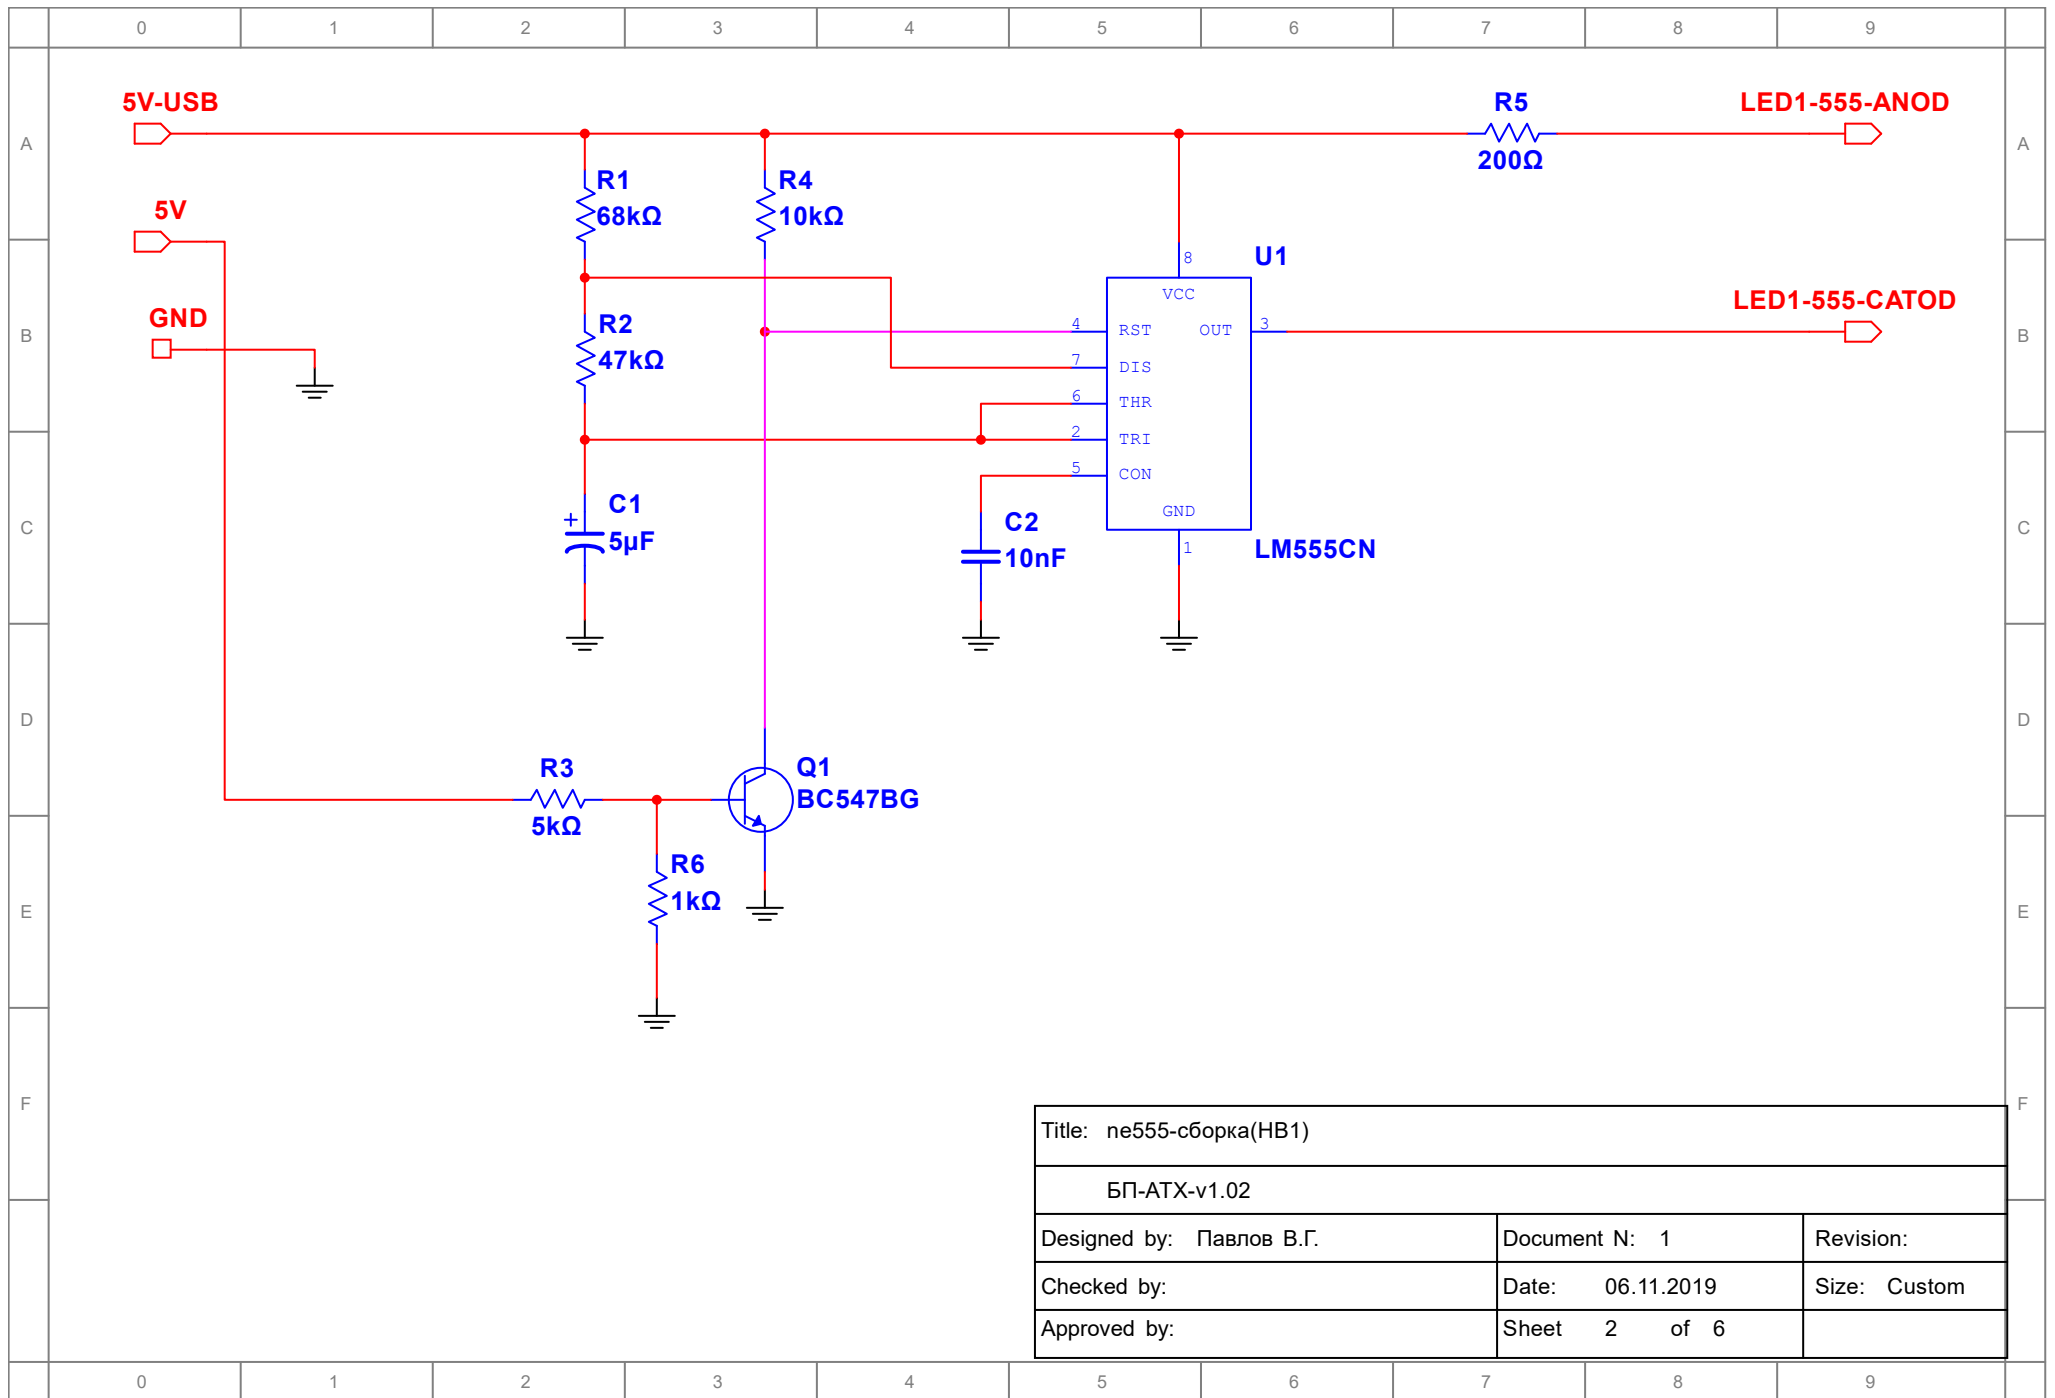 0 1 2 3 4 5 6 7 8 9
5V-USB
R5
LED1-555-ANOD
A
A
200Ω
R1
68kΩ
R4
10kΩ
5V
U1
8
VCC
LED1-555-CATOD
GND
R2
47kΩ
B
B
4 RST
OUT 3
7 DIS
6 THR
2 TRI
5 CON
GND
1
LM555CN
C1
+
5µF
C2
10nF
C
C
D
D
R3
5kΩ
Q1
BC547BG
R6
1kΩ
E
E
F
F
Title: ne555-сборка(HB1)
БП-ATX-v1.02
Designed by: Павлов В.Г.
Document N: 1
Revision:
Checked by:
Date: 06.11.2019
Size: Custom
Approved by:
Sheet 2 of 6
0 1 2 3 4 5 6 7 8 9